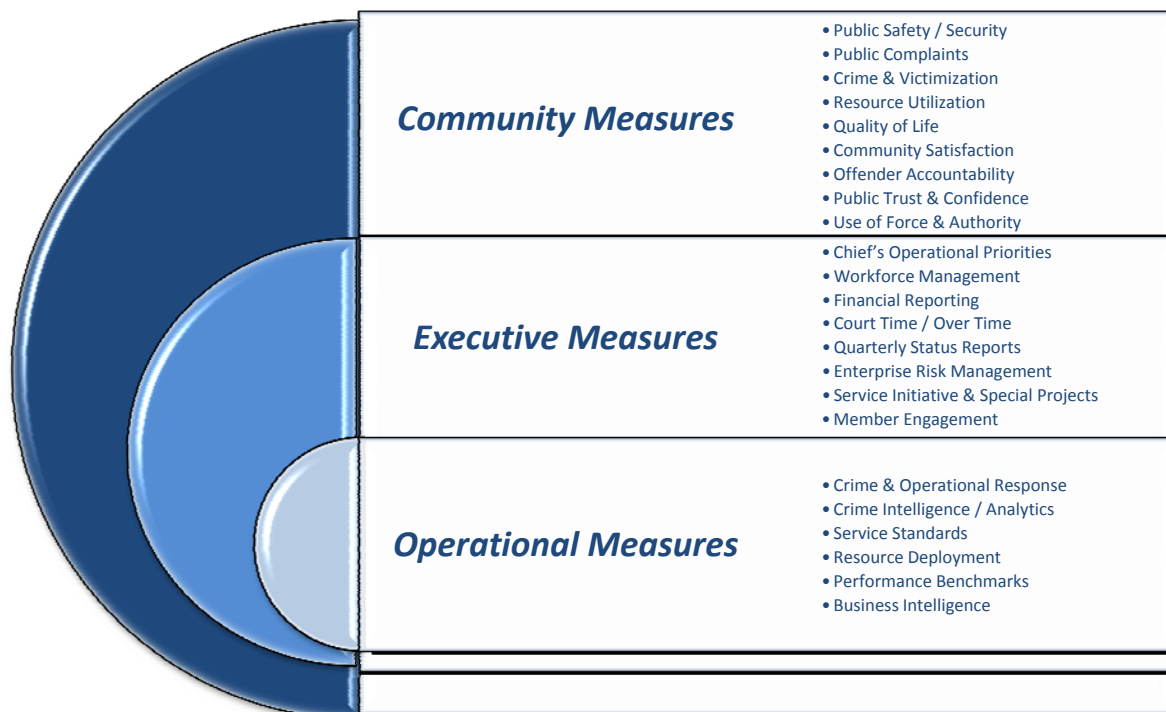 Community Measures
• Public Safety / Security
• Public Complaints
• Crime & Victimization
• Resource Utilization
• Quality of Life
• Community Satisfaction
• Offender Accountability
• Public Trust & Confidence
• Use of Force & Authority
Executive Measures
• Chief’s Operational Priorities
• Workforce Management
• Financial Reporting
• Court Time / Over Time
• Quarterly Status Reports
• Enterprise Risk Management
• Service Initiative & Special Projects
• Member Engagement
Operational Measures
• Crime & Operational Response
• Crime Intelligence / Analytics
• Service Standards
• Resource Deployment
• Performance Benchmarks
• Business Intelligence